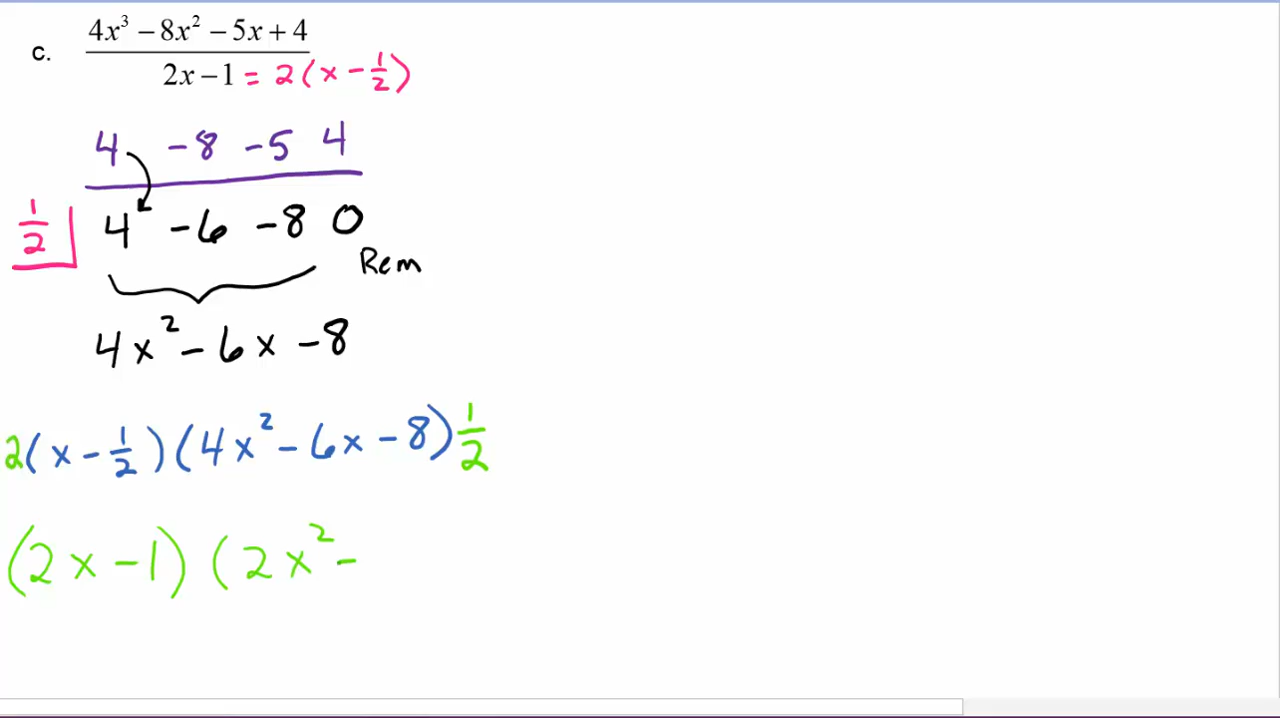 c. (4x³ − 8x² − 5x + 4)/(2x − 1) = 2(x − 1/2)
4 -8 -5 4
1/2 4 -6 -8 0
Rem
4x² - 6x - 8
2(x - 1/2)(4x² - 6x - 8) 1/2
(2x - 1)(2x² -